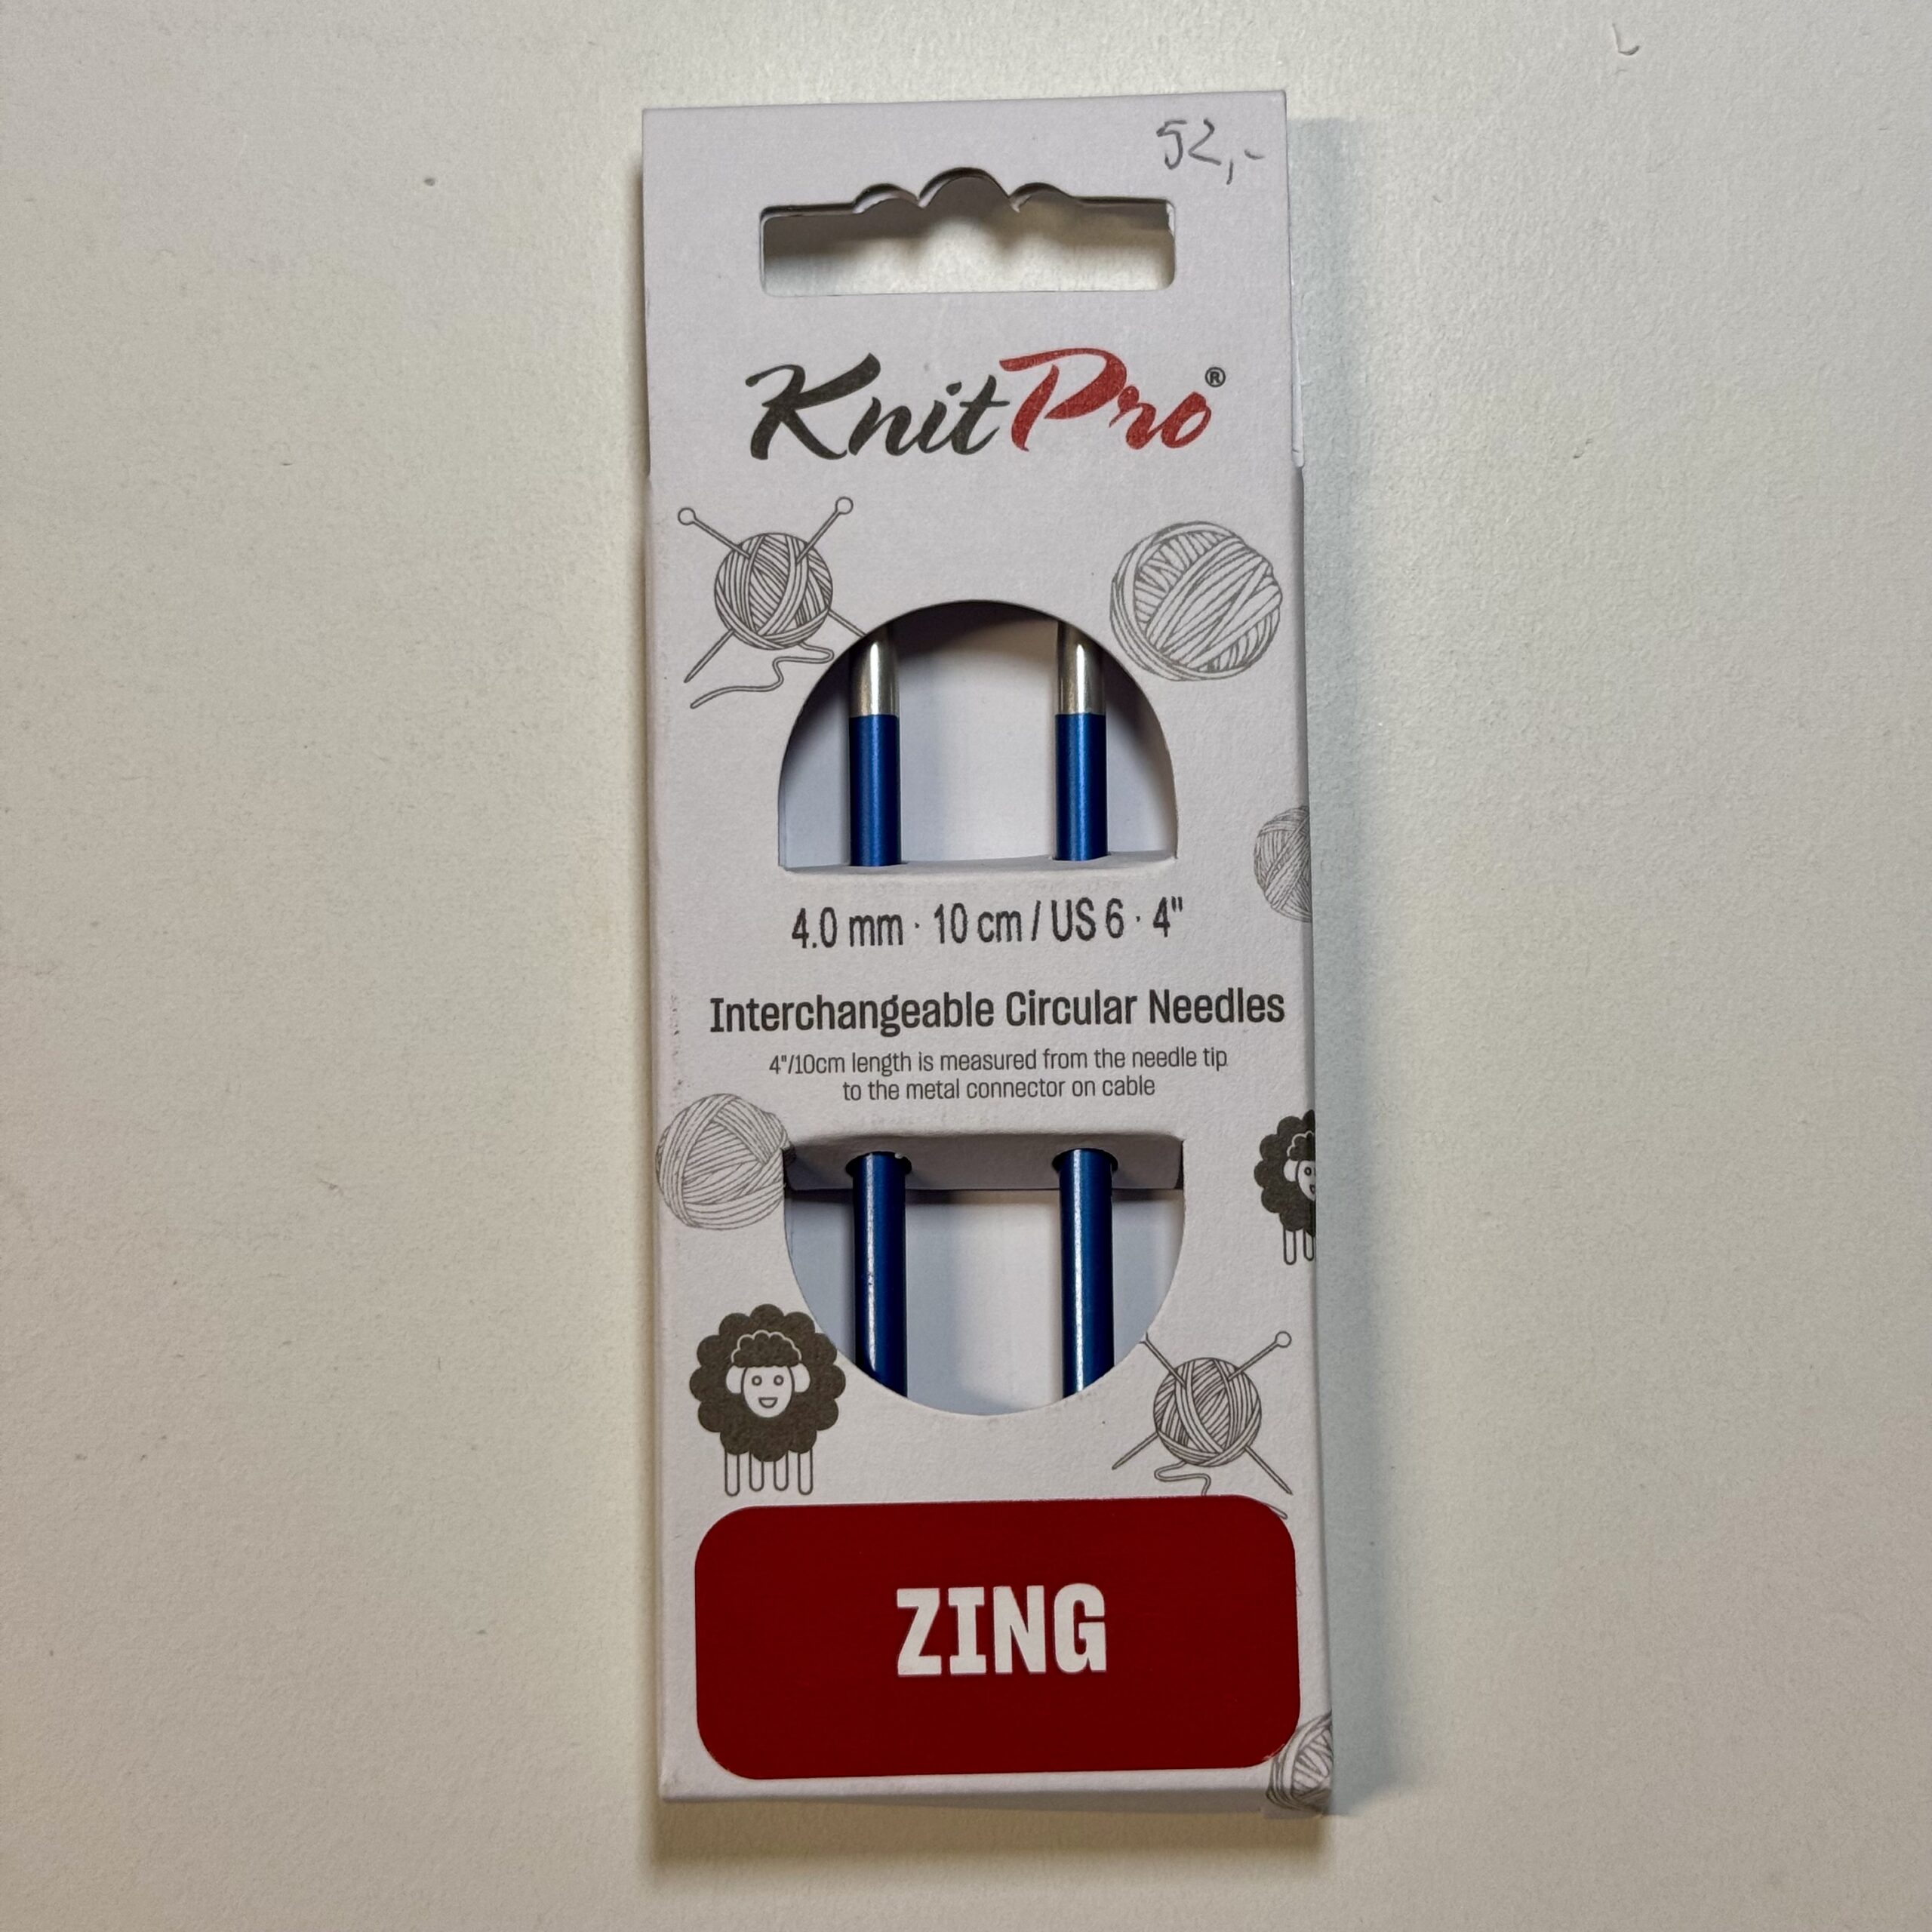 52,-
KnitPro®
4.0 mm · 10 cm / US 6 · 4"
Interchangeable Circular Needles
4"/10cm length is measured from the needle tip
to the metal connector on cable
ZING